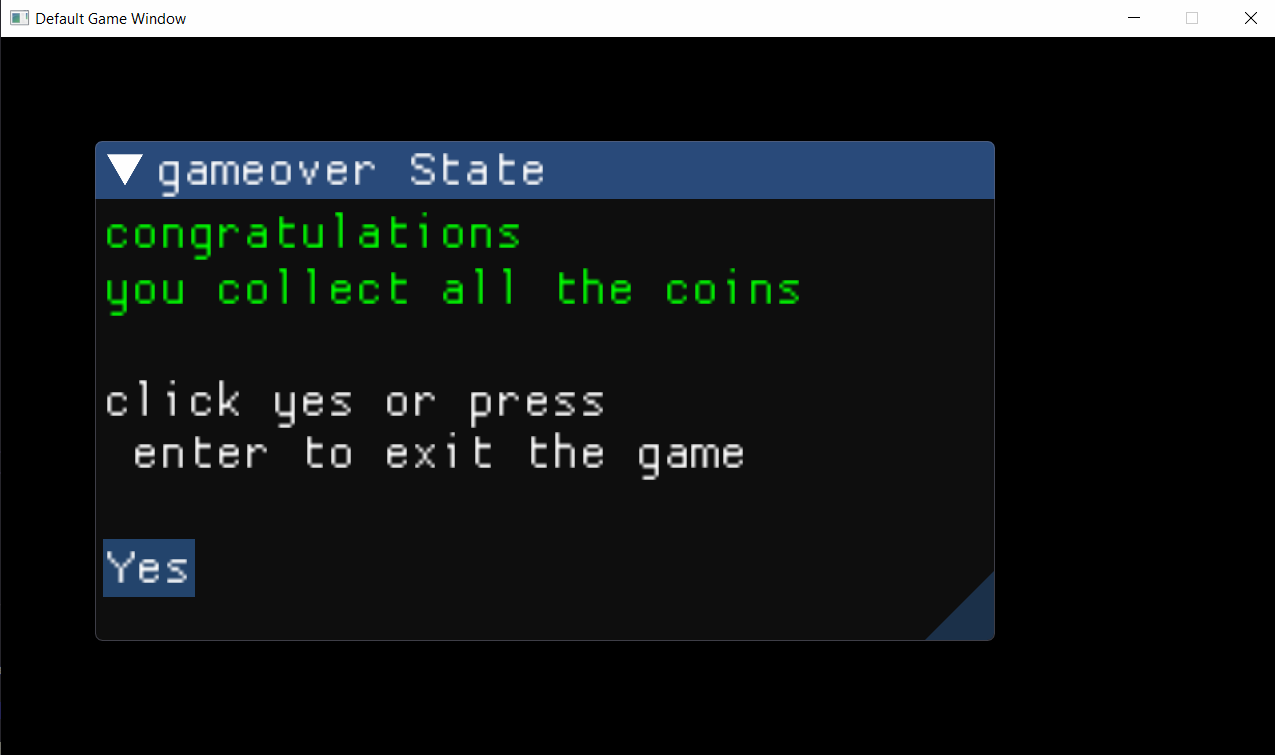 Default Game Window
gameover State
congratulations
you collect all the coins
click yes or press
enter to exit the game
Yes